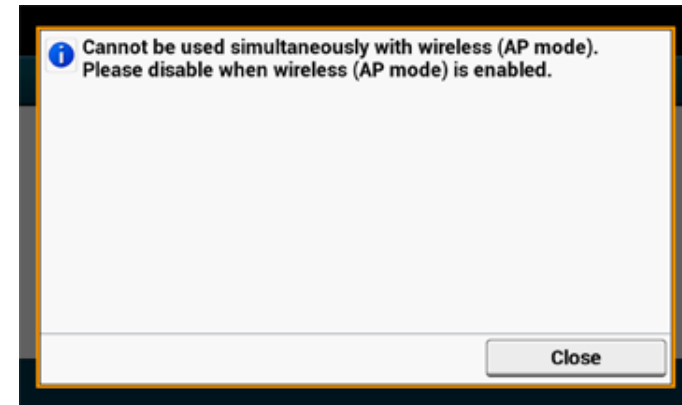 Cannot be used simultaneously with wireless (AP mode).
Please disable when wireless (AP mode) is enabled.
Close